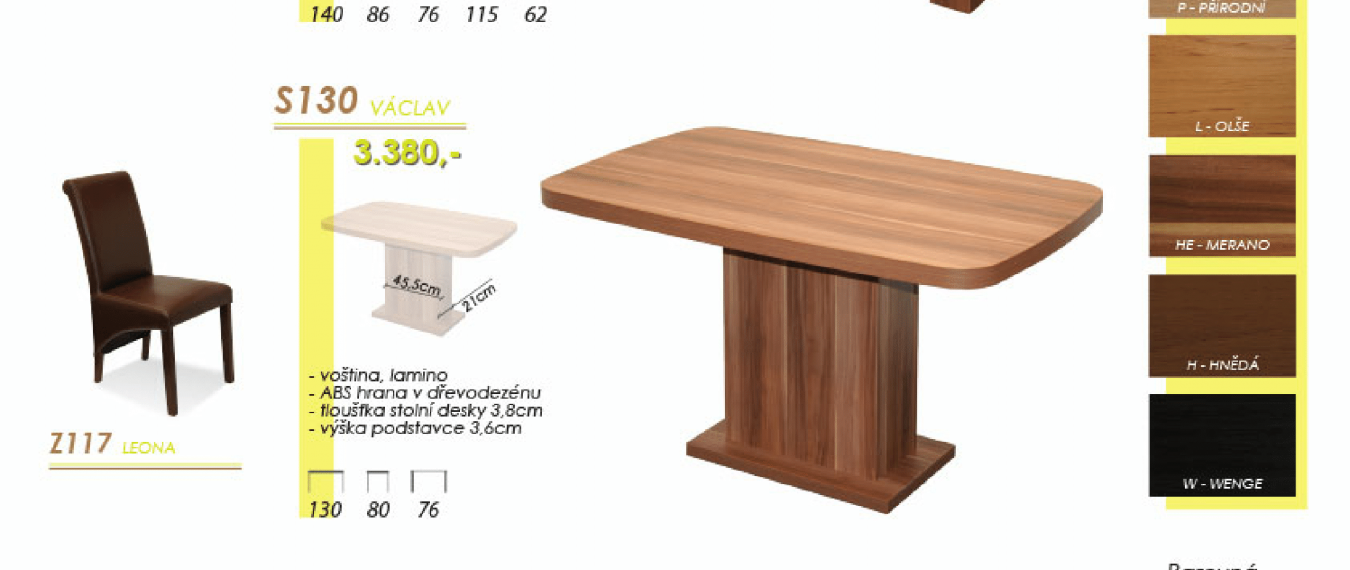 140 86 76 115 62
P - PŘÍRODNÍ
L - OLŠE
HE - MERANO
H - HNĚDÁ
W - WENGE
S130 VÁCLAV
3.380,-
45,5cm
21cm
- voština, lamino
- ABS hrana v dřevodezénu
- tloušťka stolní desky 3,8cm
- výška podstavce 3,6cm
130 80 76
Z117 LEONA